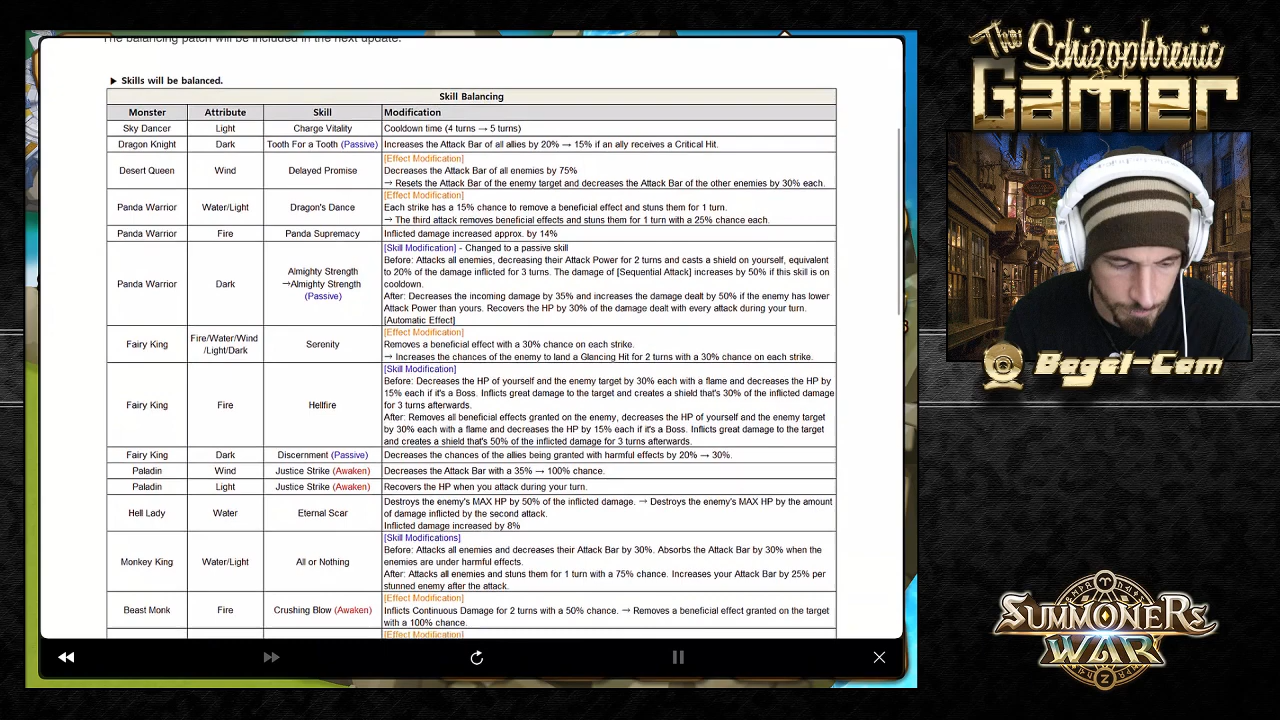 The balancing patch will be included in the next update.
▶ Skills will be balanced.
Skill Balancing
Monster Attribute Skill Modification
Sky Dancer Light Charge Vitality Cooldown time (4 turns → 5 turns)
Dragon Knight Dark Tooth For a Tooth (Passive) Increases the Attack Bar of all allies by 20% → 15% if an ally receives a Critical Hit.
Desert Queen Wind Delayed Promise
[Effect Modification]
Decreases the Attack Bar of all enemies by 75%
→ Resets the Attack Bar of the enemy target and decreases the Attack Bar of the other enemies by 30% each.
Panda Warrior Water/Light Dragon's Dance
[Effect Modification]
Each strike has a 15% chance to remove a beneficial effect and stuns them for 1 turn.
→ The third attack removes beneficial effects and stuns them for 1 turn with a 25% chance each.
Panda Warrior Fire Panda Supremacy Inflicted damage increased approx. by 14%
Panda Warrior Dark
Almighty Strength
→Almighty Strength
(Passive)
[Skill Modification] - Changed to a passive skill
Before: Attacks all enemies, decreasing their Attack Power for 2 turns and casts a shield on yourself, equivalent
to 20% of the damage inflicted for 3 turns. The damage of [Sequential Attack] increases by 50% if this skill is on
cooldown.
After: Decreases the incoming damage by 35% and increases the damage dealt by 50% if the enemy has lower
Attack Power than yours. Recovers the HP by 30% of the damage dealt with every attack during your turn.
[Automatic Effect]
Fairy King
Fire/Water/Wind
/Light/Dark
Serenity
[Effect Modification]
Removes a beneficial effect with a 30% chance on each strike.
→ Increases the chances of the enemy to land a Glancing Hit for 2 turns with a 30% chance on each strike.
Fairy King Fire Hellfire
[Skill Modification]
Before: Decreases the HP of yourself and the enemy target by 30% each with a flame and decreases the HP by
15% each if it's a Boss. Inflicts great damage to the target and creates a shield that's 30% of the inflicted damage
for 3 turns afterwards.
After: Removes all beneficial effects granted on the enemy, decreases the HP of yourself and the enemy target
by 30% each with a flame and decreases the HP by 15% each if it's a Boss. Inflicts great damage to the target
and creates a shield that's 50% of the inflicted damage for 3 turns afterwards.
Fairy King Dark Discernment (Passive) Decreases the chances of the allies being granted with harmful effects by 20% → 30%.
Paladin Wind Justice Strike (Awaken) Decreases the Attack Bar with a 35% → 100% chance.
Paladin Light Justice Strike (Awaken) Recovers the HP when you attack during your turn.
Hell Lady Water Eternal Scar
Destroys the enemy's MAX HP by 50% of the inflicted damage. → Destroys the enemy's MAX HP by the amount
of damage inflicted by the second attack.
Inflicted damage increased by 8%
Monkey King Water/Light All or Nothing
[Skill Modifications]
Before: Attacks all enemies and decreases their Attack Bar by 30%. Absorbs the Attack Bar by 30% when the
enemies are under harmful effects.
After: Attacks all enemies and stuns them for 1 turn with a 75% chance. Increases your Attack Bar by 25% per
stunned enemy after the attack.
Beast Monk Fire Crushing Blow (Awaken)
[Effect Modification]
Inflicts Continuous Damage for 2 turns with a 50% chance. → Removes a beneficial effect granted on the target
with a 100% chance.
[Effect Modification]
The Schizophrenic
Gamer
Bagel-Cam
SUMMONERS
WAR